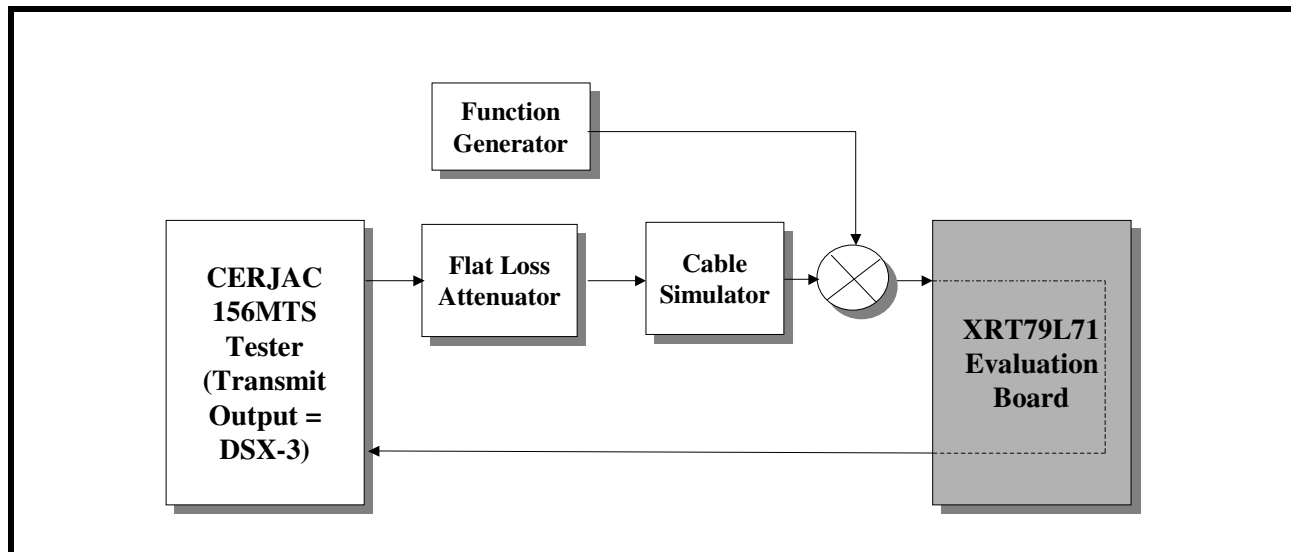 Function
Generator
CERJAC
156MTS
Tester
(Transmit
Output =
DSX-3)
Flat Loss
Attenuator
Cable
Simulator
XRT79L71
Evaluation
Board